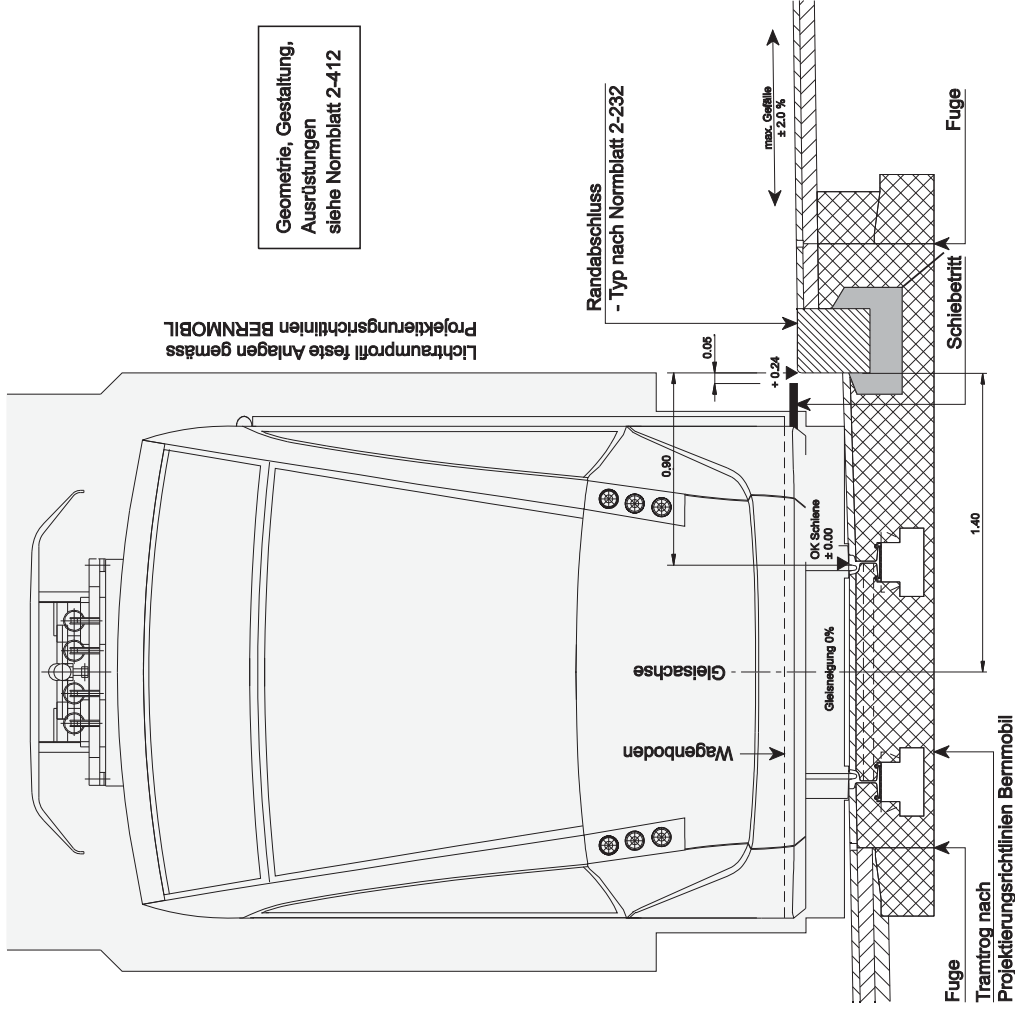 Geometrie, Gestaltung,
Ausrüstungen
siehe Normblatt 2-412
Lichtraumprofil feste Anlagen gemäss
Projektierungsrichtlinien BERNMOBIL
Randabschluss
- Typ nach Normblatt 2-232
max. Gefälle
± 2.0 %
0.05
+ 0.24
0.90
OK Schiene
± 0.00
Gleisachse
Wagenboden
Gleisneigung 0%
1.40
Fuge
Schiebetritt
Fuge
Tramtrog nach
Projektierungsrichtlinien Bernmobil